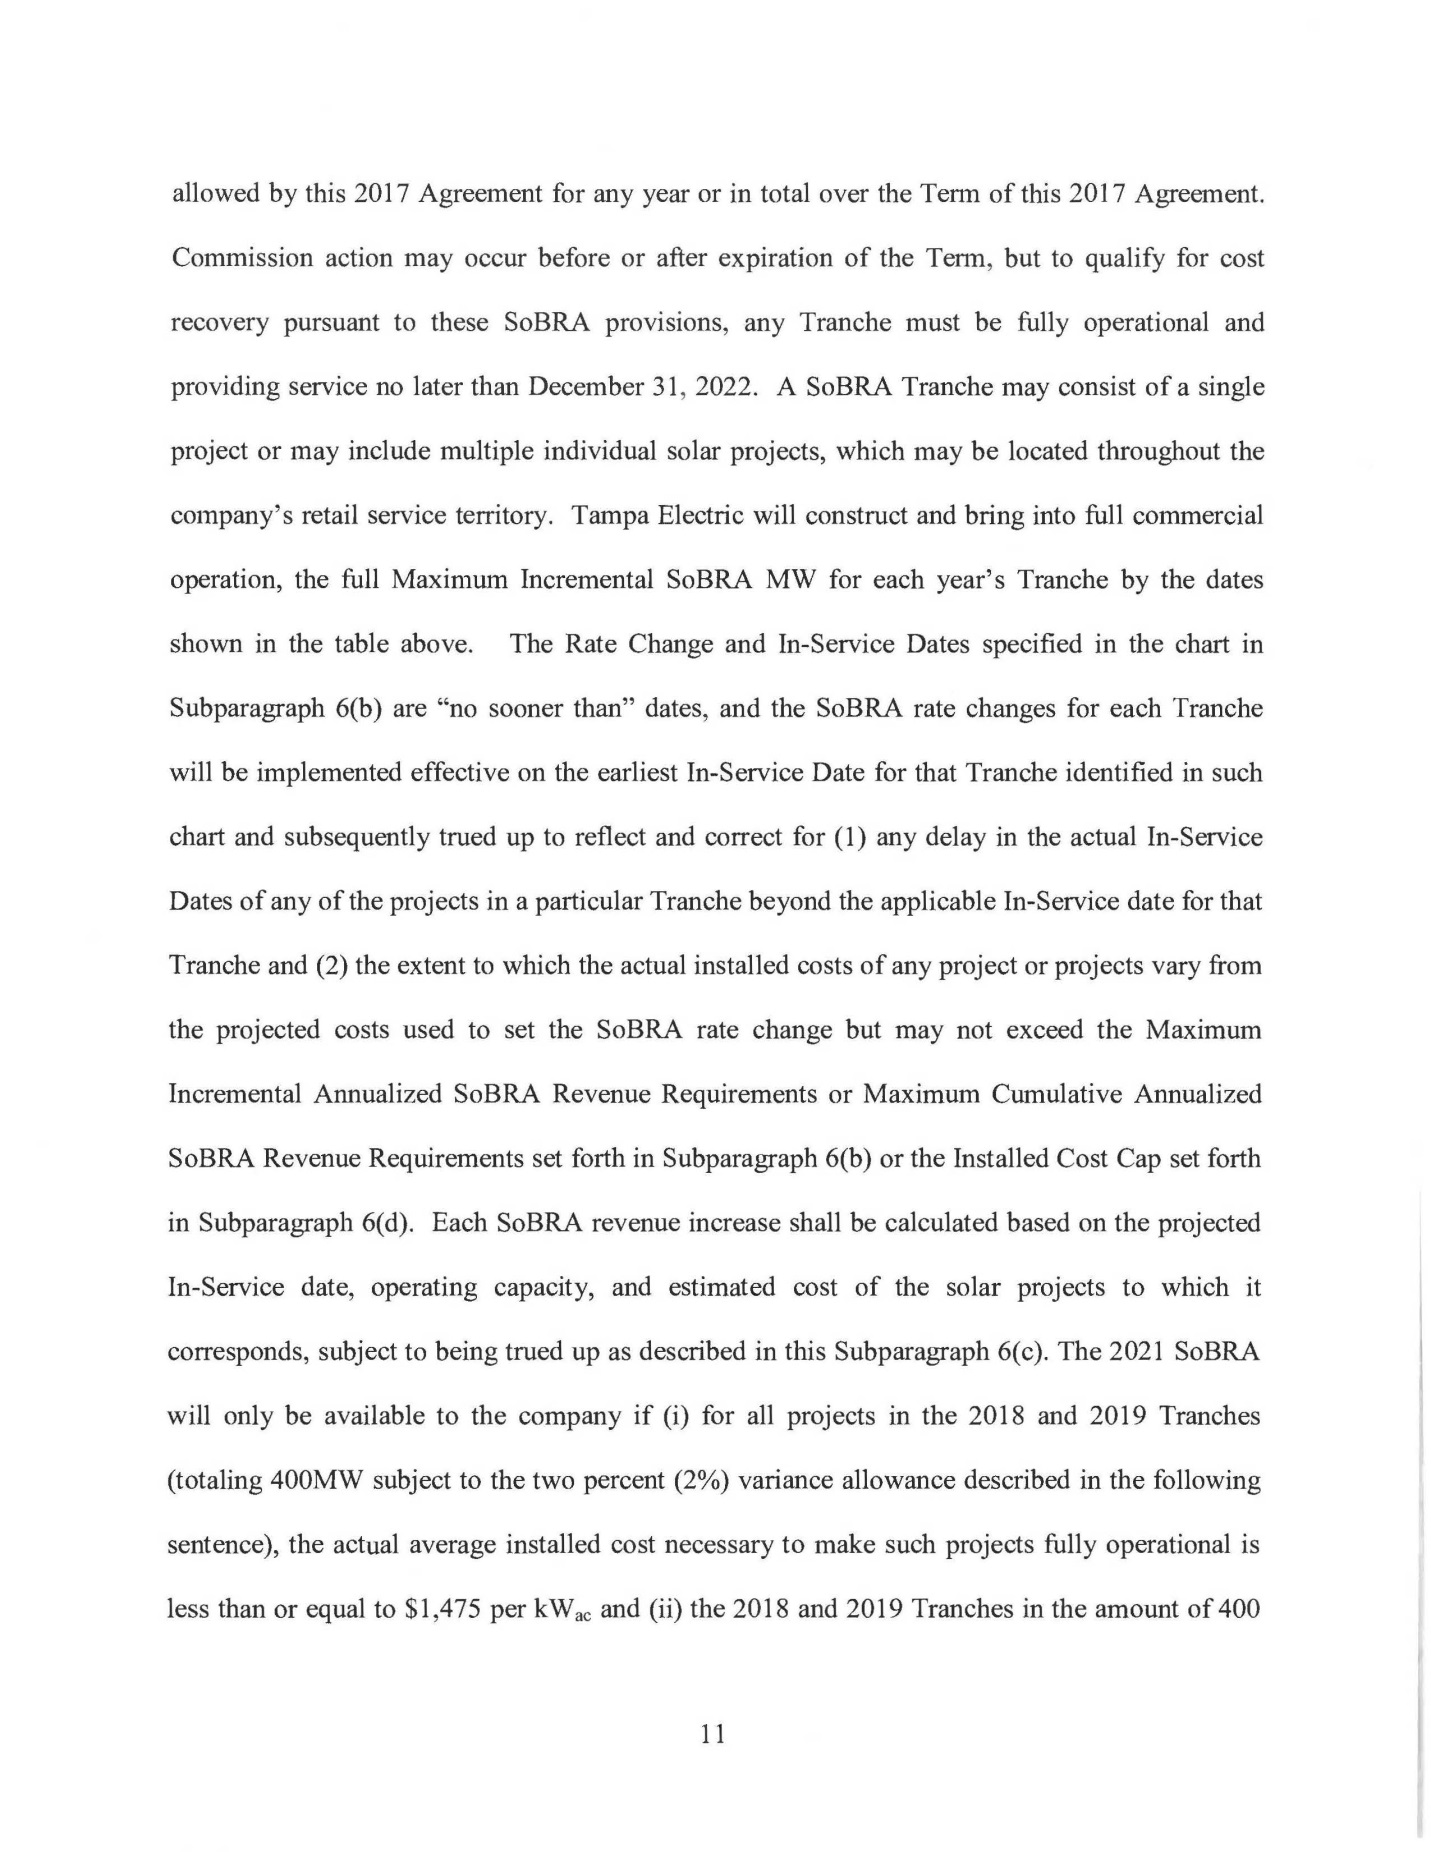 allowed by this 2017 Agreement for any year or in total over the Term of this 2017 Agreement.
Commission action may occur before or after expiration of the Term, but to qualify for cost
recovery pursuant to these SoBRA provisions, any Tranche must be fully operational and
providing service no later than December 31, 2022. A SoBRA Tranche may consist of a single
project or may include multiple individual solar projects, which may be located throughout the
company's retail service territory. Tampa Electric will construct and bring into full commercial
operation, the full Maximum Incremental SoBRA MW for each year's Tranche by the dates
shown in the table above. The Rate Change and In-Service Dates specified in the chart in
Subparagraph 6(b) are “no sooner than” dates, and the SoBRA rate changes for each Tranche
will be implemented effective on the earliest In-Service Date for that Tranche identified in such
chart and subsequently trued up to reflect and correct for (1) any delay in the actual In-Service
Dates of any of the projects in a particular Tranche beyond the applicable In-Service date for that
Tranche and (2) the extent to which the actual installed costs of any project or projects vary from
the projected costs used to set the SoBRA rate change but may not exceed the Maximum
Incremental Annualized SoBRA Revenue Requirements or Maximum Cumulative Annualized
SoBRA Revenue Requirements set forth in Subparagraph 6(b) or the Installed Cost Cap set forth
in Subparagraph 6(d). Each SoBRA revenue increase shall be calculated based on the projected
In-Service date, operating capacity, and estimated cost of the solar projects to which it
corresponds, subject to being trued up as described in this Subparagraph 6(c). The 2021 SoBRA
will only be available to the company if (i) for all projects in the 2018 and 2019 Tranches
(totaling 400MW subject to the two percent (2%) variance allowance described in the following
sentence), the actual average installed cost necessary to make such projects fully operational is
less than or equal to $1,475 per kWac and (ii) the 2018 and 2019 Tranches in the amount of 400
11